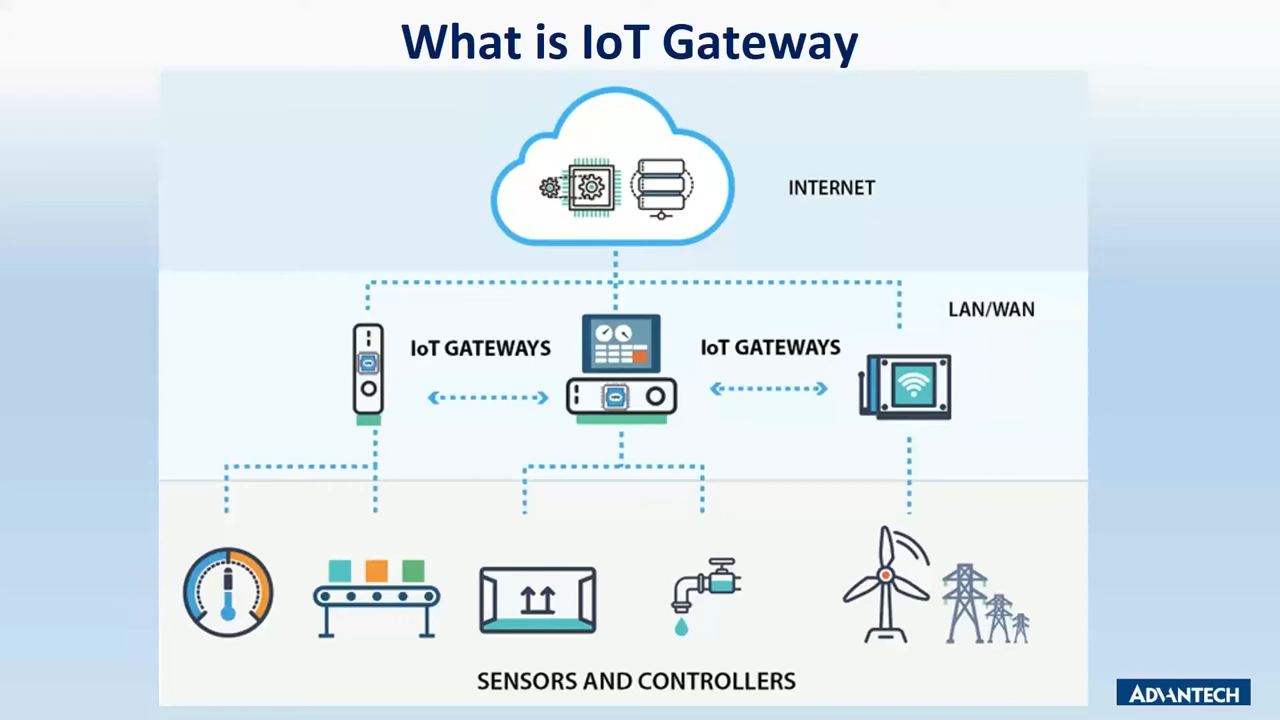 What is IoT Gateway
INTERNET
LAN/WAN
IoT GATEWAYS
IoT GATEWAYS
SENSORS AND CONTROLLERS
ADVANTECH